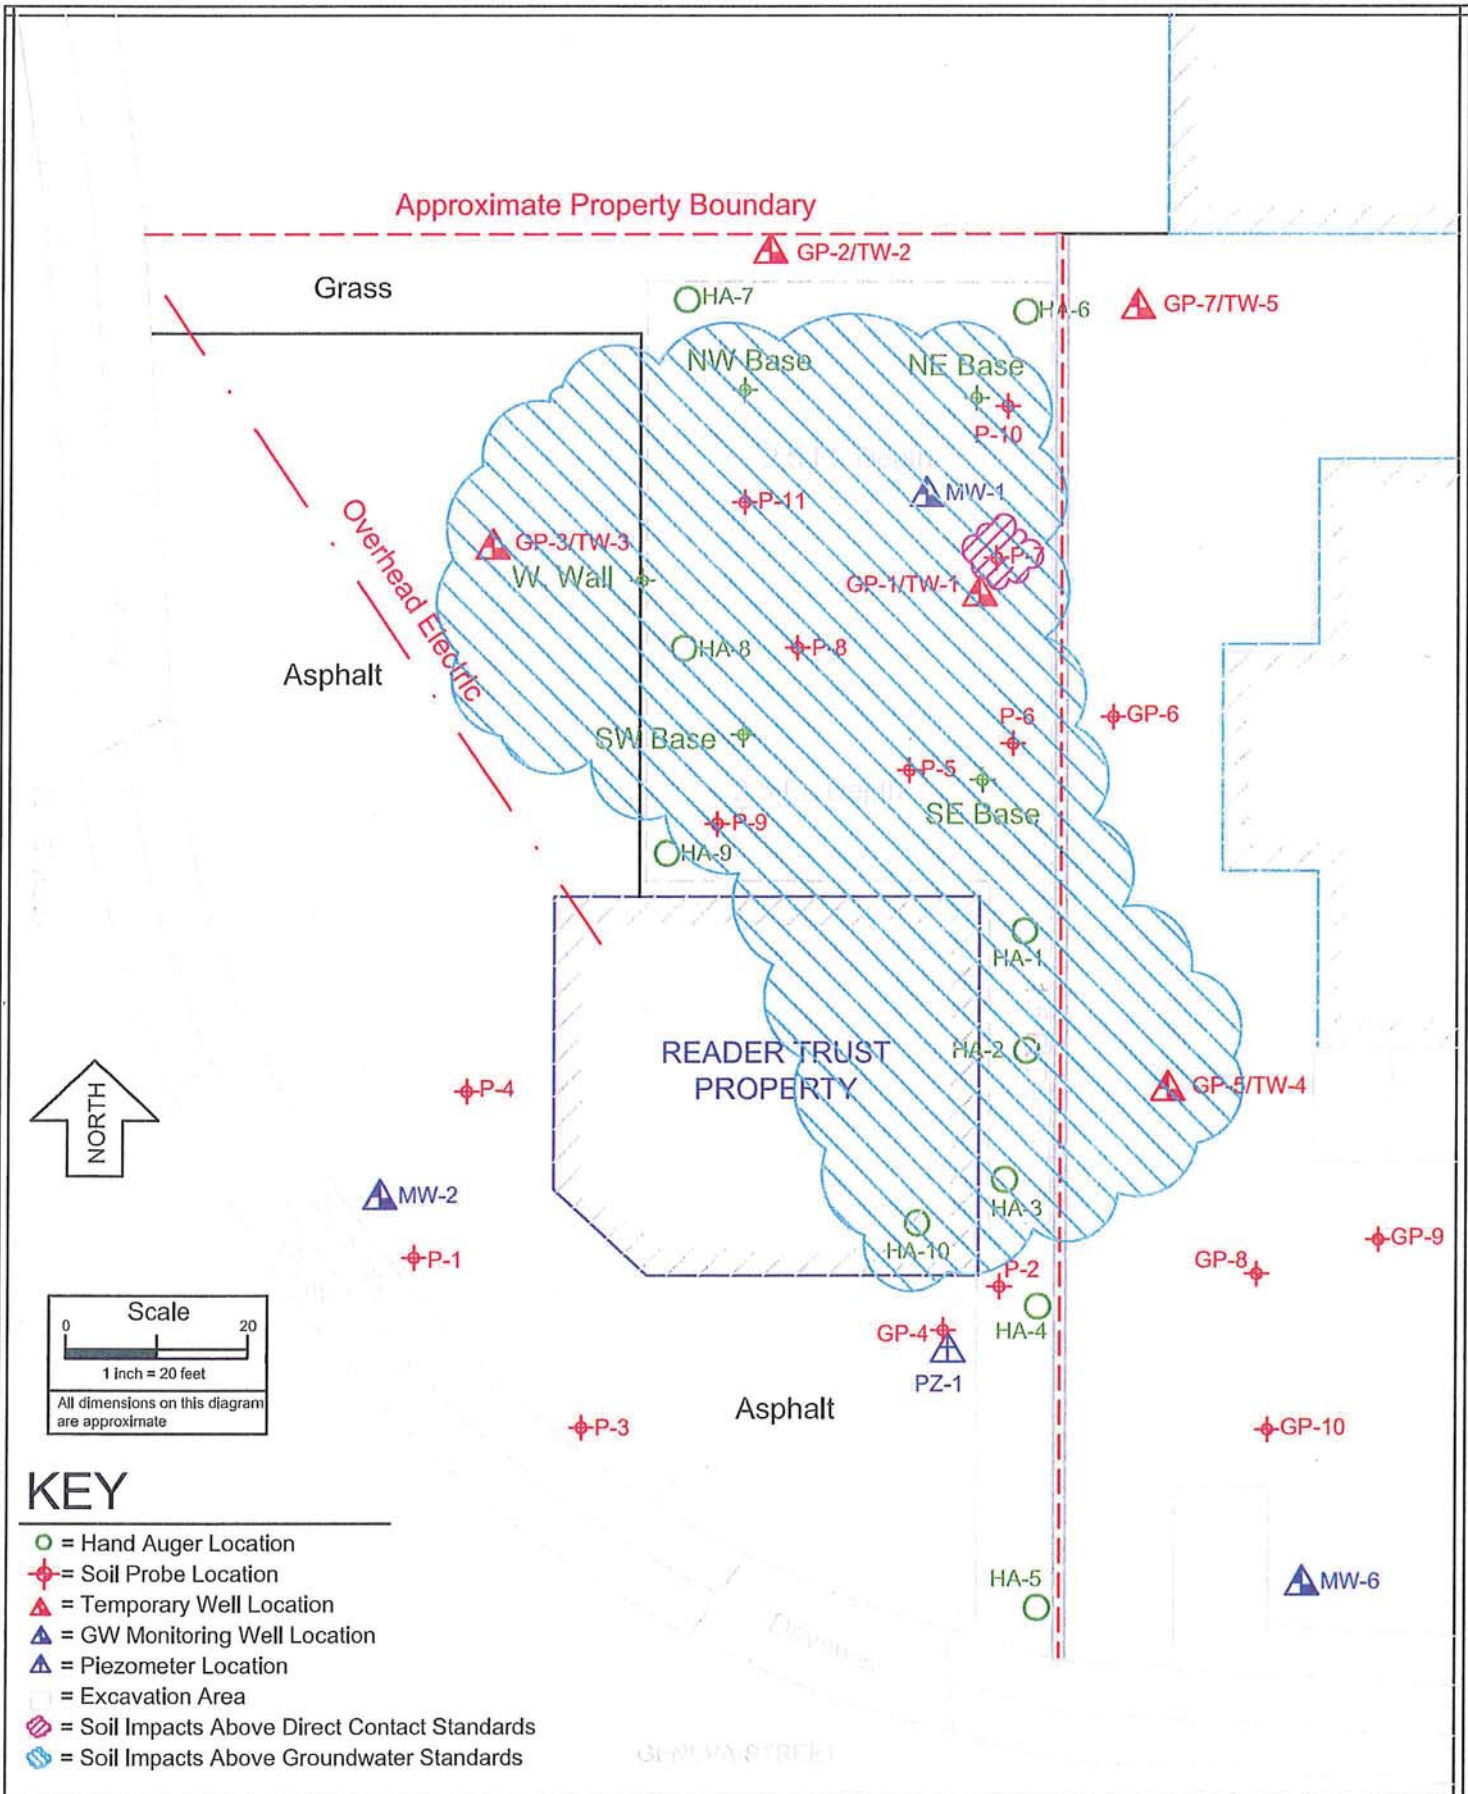 Approximate Property Boundary
GP-2/TW-2
Grass
HA-7
HA-6
GP-7/TW-5
NW Base
NE Base
P-10
P-11
MW-1
Overhead Electric
GP-3/TW-3
P-7
W. Wall
GP-1/TW-1
HA-8
P-8
Asphalt
P-6
GP-6
SW Base
P-5
SE Base
P-9
HA-9
HA-1
READER TRUST
PROPERTY
HA-2
GP-5/TW-4
P-4
NORTH
MW-2
HA-3
HA-10
P-1
GP-9
GP-8
P-2
Scale
0 20
1 inch = 20 feet
All dimensions on this diagram
are approximate
HA-4
GP-4
PZ-1
Asphalt
P-3
GP-10
KEY
= Hand Auger Location
= Soil Probe Location
= Temporary Well Location
= GW Monitoring Well Location
= Piezometer Location
= Excavation Area
= Soil Impacts Above Direct Contact Standards
= Soil Impacts Above Groundwater Standards
HA-5
MW-6
GENEVA STREET